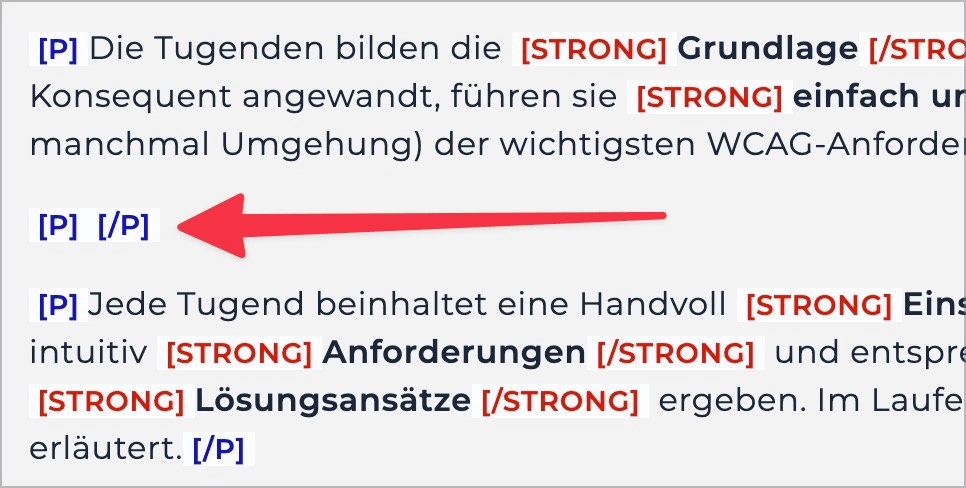 [P] Die Tugenden bilden die [STRONG] Grundlage [/STRO
Konsequent angewandt, führen sie [STRONG] einfach ur
manchmal Umgehung) der wichtigsten WCAG-Anforder
[P] [/P]
[P] Jede Tugend beinhaltet eine Handvoll [STRONG] Eins
intuitiv [STRONG] Anforderungen [/STRONG] und entspre
[STRONG] Lösungsansätze [/STRONG] ergeben. Im Laufe
erläutert. [/P]